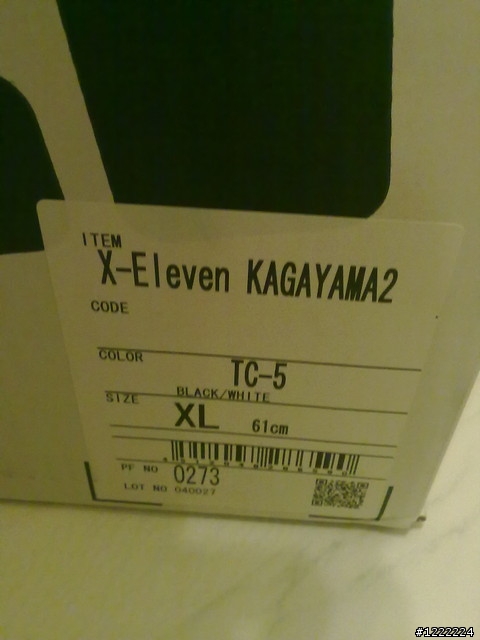 ITEM
X-Eleven KAGAYAMA2
CODE
COLOR
TC-5
BLACK/WHITE
SIZE
XL 61cm
PF NO 0273
LOT NO 040027
#1222224